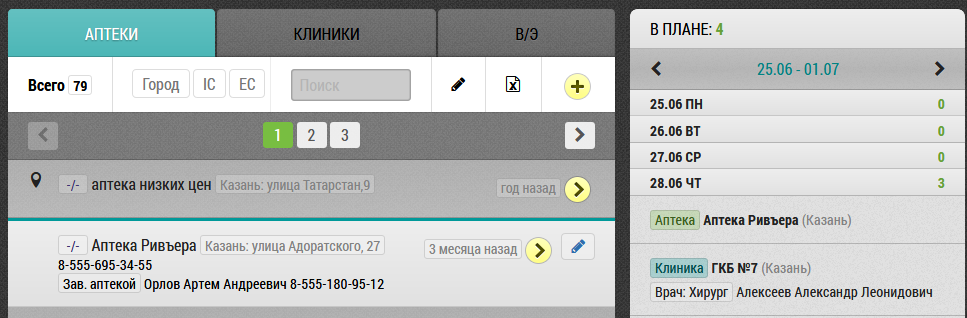 АПТЕКИ КЛИНИКИ В/Э
Всего 79 Город IC EC Поиск
1 2 3
-/- аптека низких цен Казань: улица Татарстан,9 год назад
-/- Аптека Ривъера Казань: улица Адоратского, 27 3 месяца назад
8-555-695-34-55
Зав. аптекой Орлов Артем Андреевич 8-555-180-95-12
В ПЛАНЕ: 4
25.06 - 01.07
25.06 ПН 0
26.06 ВТ 0
27.06 СР 0
28.06 ЧТ 3
Аптека Аптека Ривъера (Казань)
Клиника ГКБ №7 (Казань)
Врач: Хирург Алексеев Александр Леонидович